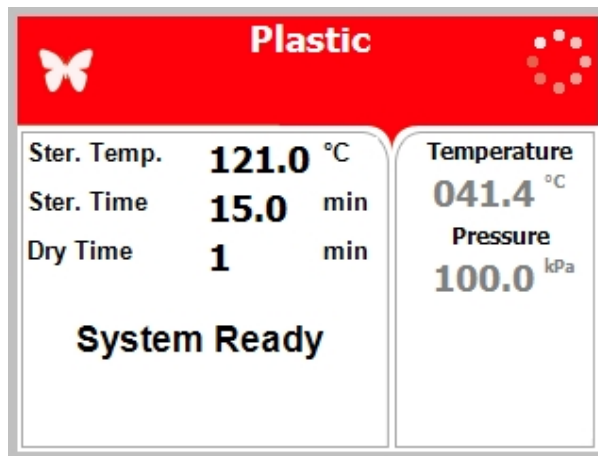 Plastic
Ster. Temp. 121.0 °C
Ster. Time 15.0 min
Dry Time 1 min
System Ready
Temperature
041.4 °C
Pressure
100.0 kPa